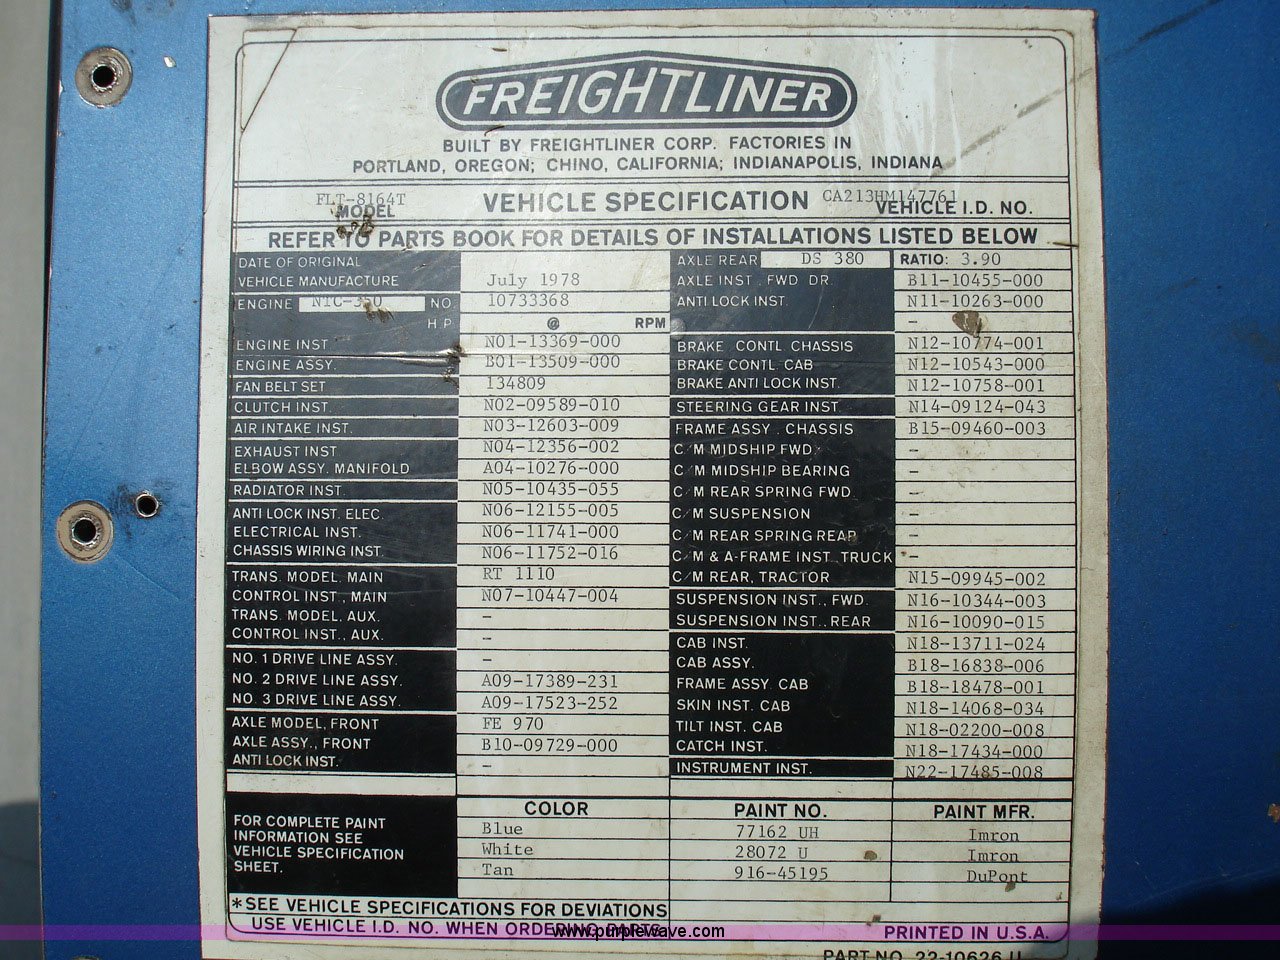 FREIGHTLINER
BUILT BY FREIGHTLINER CORP. FACTORIES IN
PORTLAND, OREGON; CHINO, CALIFORNIA; INDIANAPOLIS, INDIANA
FLT-8164T MODEL VEHICLE SPECIFICATION CA213HM147761 VEHICLE I.D. NO.
REFER TO PARTS BOOK FOR DETAILS OF INSTALLATIONS LISTED BELOW
DATE OF ORIGINAL
VEHICLE MANUFACTURE July 1978
ENGINE NTC-350 NO 10733368
H P @ RPM
ENGINE INST N01-13369-000
ENGINE ASSY. B01-13509-000
FAN BELT SET 134809
CLUTCH INST. N02-09589-010
AIR INTAKE INST. N03-12603-009
EXHAUST INST N04-12356-002
ELBOW ASSY. MANIFOLD A04-10276-000
RADIATOR INST. N05-10435-055
ANTI LOCK INST. ELEC. N06-12155-005
ELECTRICAL INST. N06-11741-000
CHASSIS WIRING INST. N06-11752-016
TRANS. MODEL, MAIN RT 1110
CONTROL INST., MAIN N07-10447-004
TRANS. MODEL, AUX. -
CONTROL INST., AUX. -
NO. 1 DRIVE LINE ASSY. -
NO. 2 DRIVE LINE ASSY. A09-17389-231
NO. 3 DRIVE LINE ASSY. A09-17523-252
AXLE MODEL, FRONT FE 970
AXLE ASSY., FRONT B10-09729-000
ANTI LOCK INST. -
AXLE REAR DS 380 RATIO: 3.90
AXLE INST. FWD DR. B11-10455-000
ANTI LOCK INST. N11-10263-000
-
BRAKE CONTL CHASSIS N12-10774-001
BRAKE CONTL. CAB N12-10543-000
BRAKE ANTI LOCK INST. N12-10758-001
STEERING GEAR INST. N14-09124-043
FRAME ASSY. CHASSIS B15-09460-003
C/M MIDSHIP FWD. -
C/M MIDSHIP BEARING -
C/M REAR SPRING FWD -
C/M SUSPENSION -
C/M REAR SPRING REAR -
C/M & A-FRAME INST. TRUCK -
C/M REAR, TRACTOR N15-09945-002
SUSPENSION INST., FWD. N16-10344-003
SUSPENSION INST., REAR N16-10090-015
CAB INST. N18-13711-024
CAB ASSY. B18-16838-006
FRAME ASSY. CAB B18-18478-001
SKIN INST. CAB N18-14068-034
TILT INST. CAB N18-02200-008
CATCH INST. N18-17434-000
INSTRUMENT INST. N22-17485-008
COLOR PAINT NO. PAINT MFR.
FOR COMPLETE PAINT
INFORMATION SEE
VEHICLE SPECIFICATION
SHEET.
Blue 77162 UH Imron
White 28072 U Imron
Tan 916-45195 DuPont
*SEE VEHICLE SPECIFICATIONS FOR DEVIATIONS
USE VEHICLE I.D. NO. WHEN ORDERING PARTS
www.purplewave.com
PRINTED IN U.S.A.
PART NO. 22-10626 U